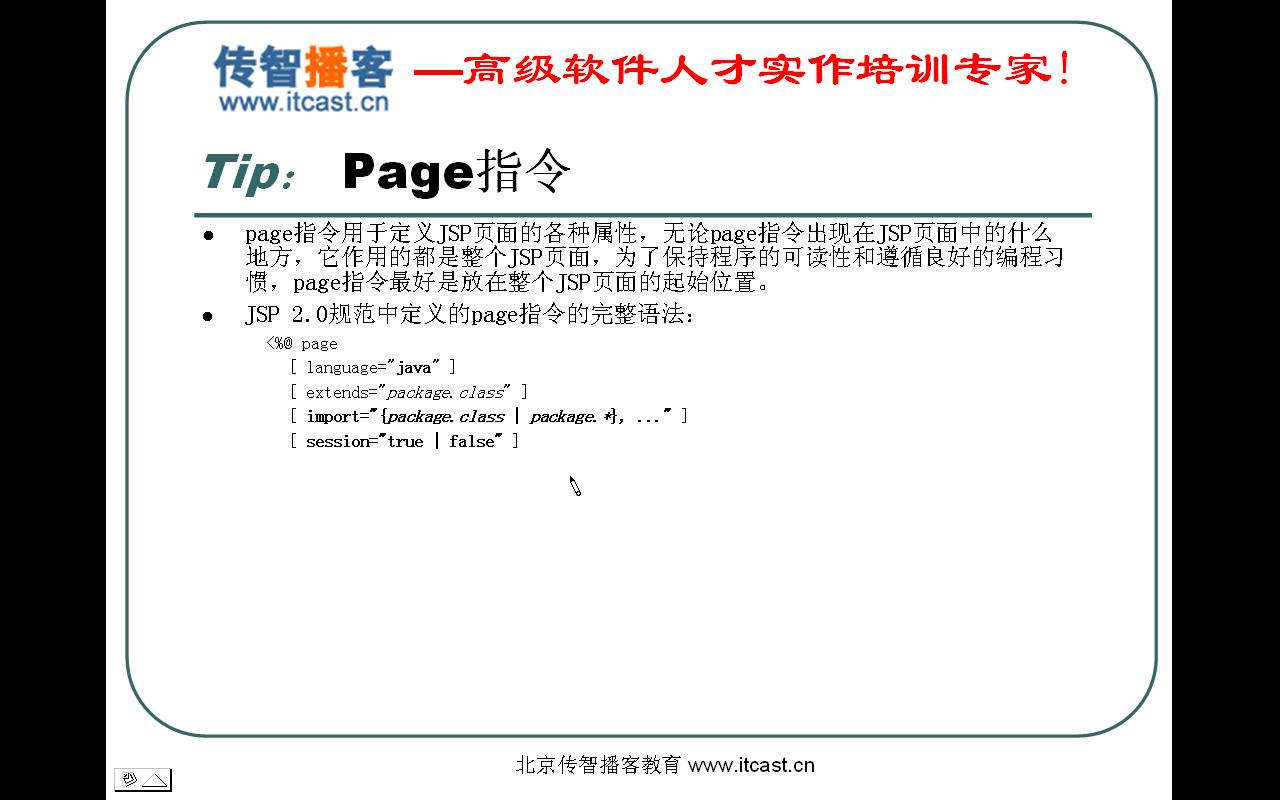 传智播客 —高级软件人才实作培训专家!
www.itcast.cn
Tip: Page指令
page指令用于定义JSP页面的各种属性，无论page指令出现在JSP页面中的什么
地方，它作用的都是整个JSP页面，为了保持程序的可读性和遵循良好的编程习
惯，page指令最好是放在整个JSP页面的起始位置。
JSP 2.0规范中定义的page指令的完整语法：
<%@ page
[ language="java" ]
[ extends="package.class" ]
[ import="{package.class | package.*}, ..." ]
[ session="true | false" ]
北京传智播客教育 www.itcast.cn